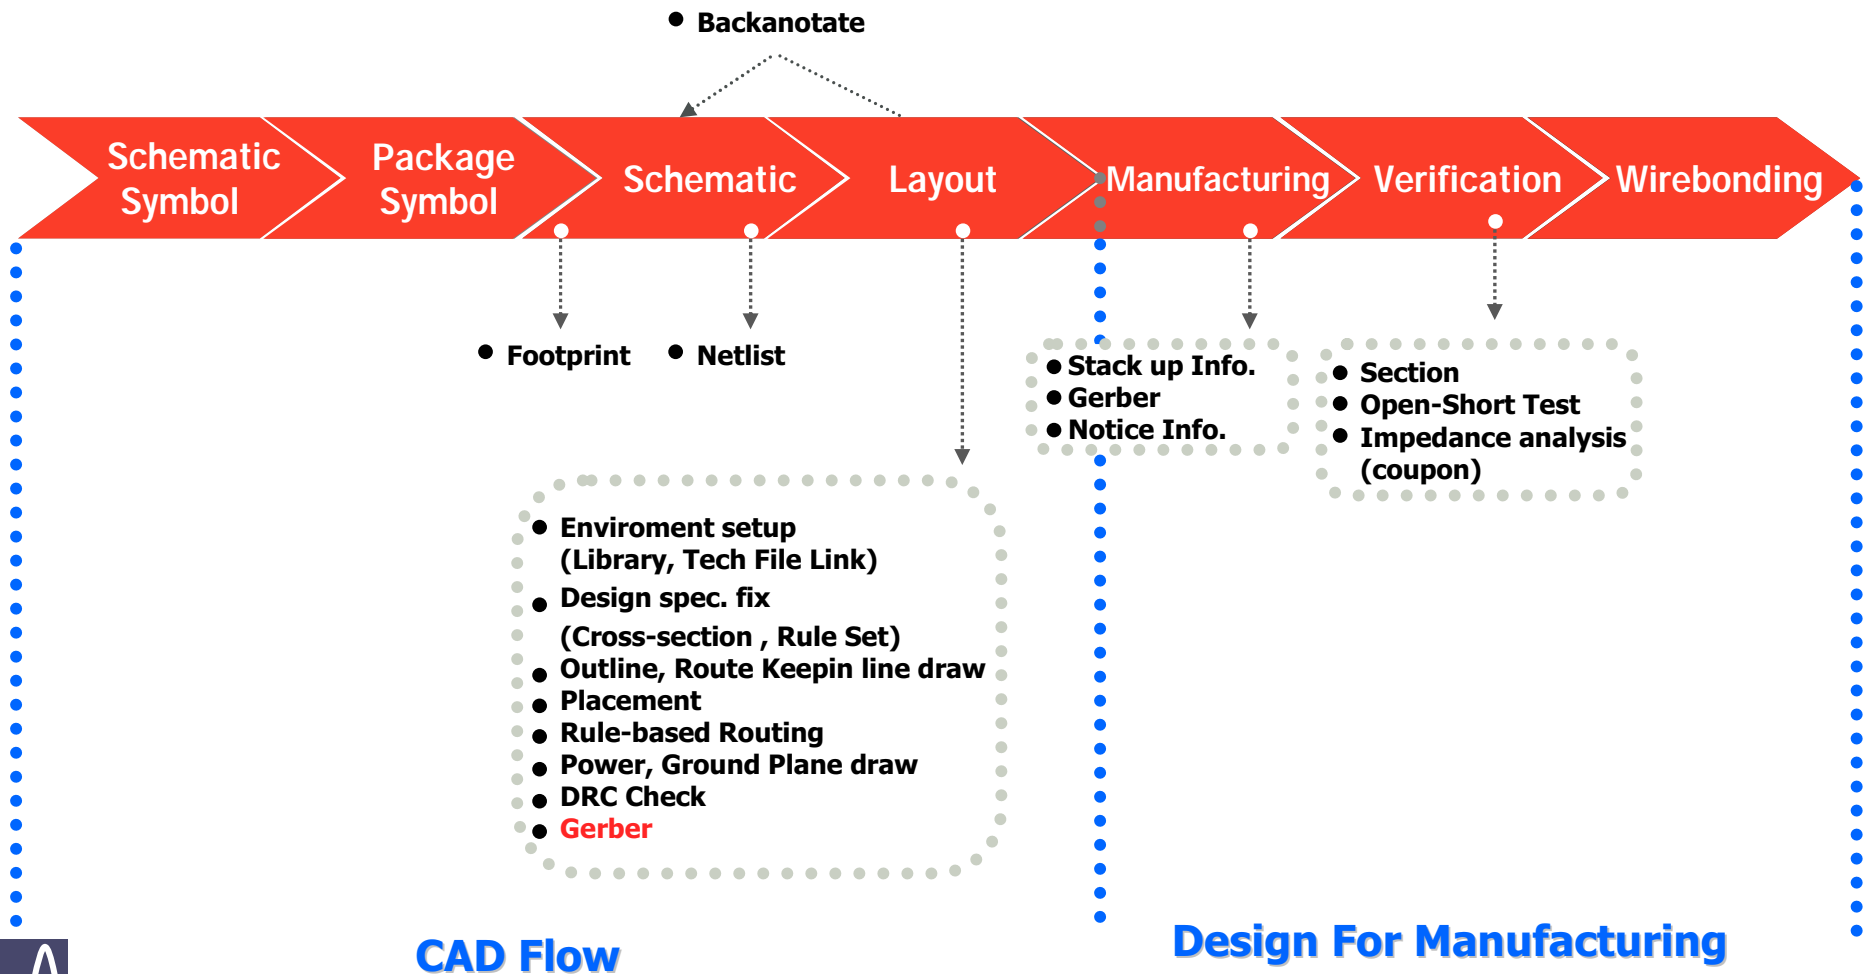 Backanotate
Schematic
Symbol
Package
Symbol
Schematic
Layout
Manufacturing
Verification
Wirebonding
Footprint
Netlist
Stack up Info.
Gerber
Notice Info.
Section
Open-Short Test
Impedance analysis
(coupon)
Enviroment setup
(Library, Tech File Link)
Design spec. fix
(Cross-section , Rule Set)
Outline, Route Keepin line draw
Placement
Rule-based Routing
Power, Ground Plane draw
DRC Check
Gerber
CAD Flow
Design For Manufacturing